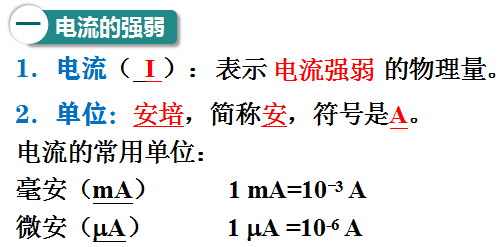 一 电流的强弱
1. 电流（ I ）: 表示 电流强弱 的物理量。
2. 单位: 安培，简称安，符号是A。
电流的常用单位:
毫安（mA） 1 mA=10⁻³ A
微安（μA） 1 μA =10⁻⁶ A